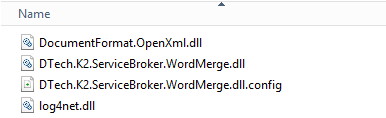 Name
DocumentFormat.OpenXml.dll
DTech.K2.ServiceBroker.WordMerge.dll
DTech.K2.ServiceBroker.WordMerge.dll.config
log4net.dll